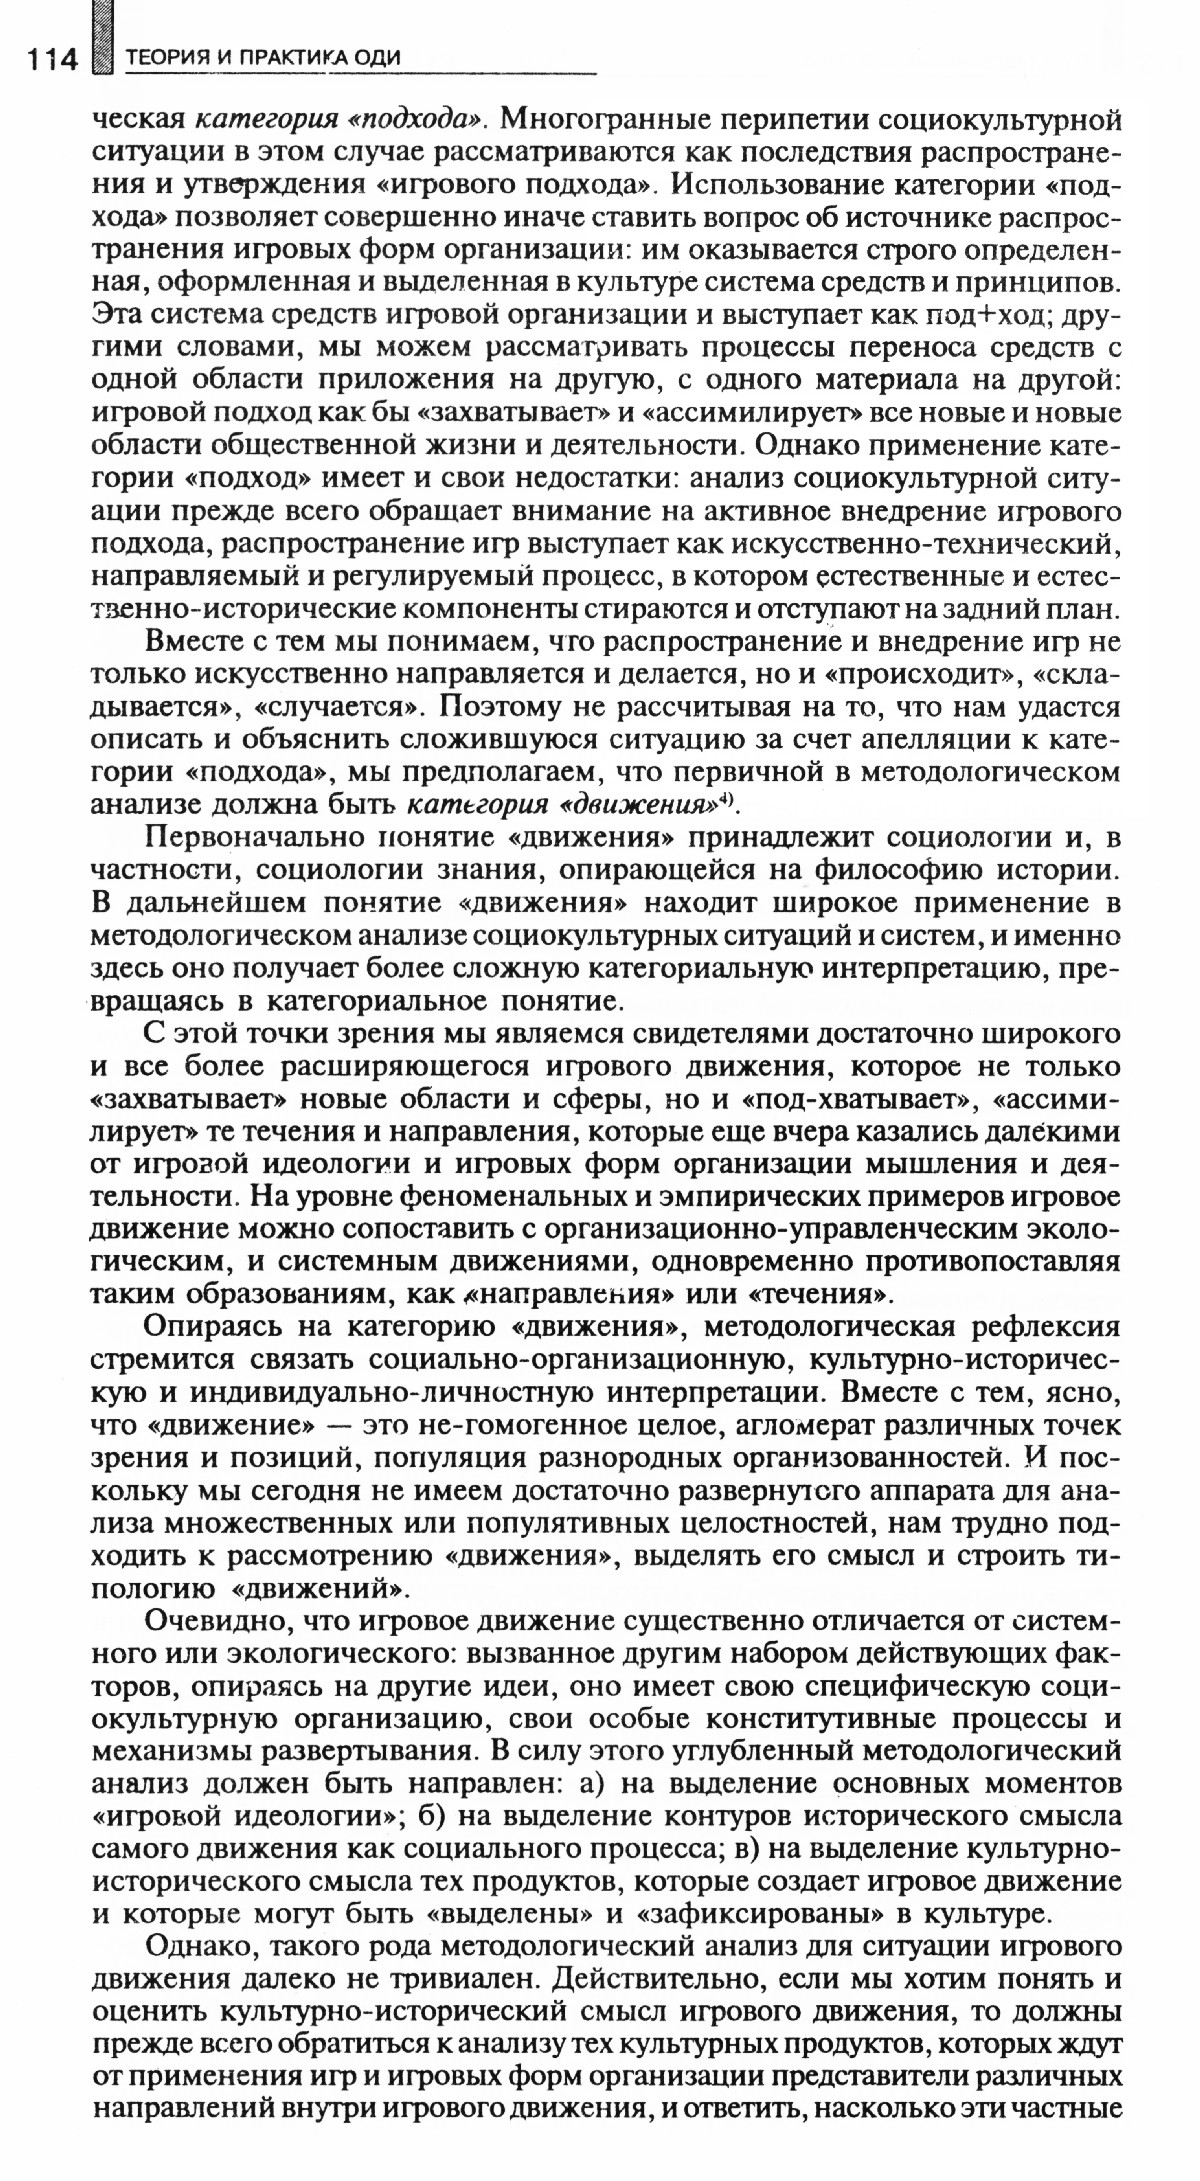 114 ТЕОРИЯ И ПРАКТИКА ОДИ
ческая категория «подхода». Многогранные перипетии социокультурной
ситуации в этом случае рассматриваются как последствия распростране-
ния и утверждения «игрового подхода». Использование категории «под-
хода» позволяет совершенно иначе ставить вопрос об источнике распрос-
транения игровых форм организации: им оказывается строго определен-
ная, оформленная и выделенная в культуре система средств и принципов.
Эта система средств игровой организации и выступает как под+ход; дру-
гими словами, мы можем рассматривать процессы переноса средств с
одной области приложения на другую, с одного материала на другой:
игровой подход как бы «захватывает» и «ассимилирует» все новые и новые
области общественной жизни и деятельности. Однако применение кате-
гории «подход» имеет и свои недостатки: анализ социокультурной ситу-
ации прежде всего обращает внимание на активное внедрение игрового
подхода, распространение игр выступает как искусственно-технический,
направляемый и регулируемый процесс, в котором естественные и естес-
твенно-исторические компоненты стираются и отступают на задний план.
Вместе с тем мы понимаем, что распространение и внедрение игр не
только искусственно направляется и делается, но и «происходит», «скла-
дывается», «случается». Поэтому не рассчитывая на то, что нам удастся
описать и объяснить сложившуюся ситуацию за счет апелляции к кате-
гории «подхода», мы предполагаем, что первичной в методологическом
анализе должна быть категория «движения»⁴⁾.
Первоначально понятие «движения» принадлежит социологии и, в
частности, социологии знания, опирающейся на философию истории.
В дальнейшем понятие «движения» находит широкое применение в
методологическом анализе социокультурных ситуаций и систем, и именно
здесь оно получает более сложную категориальную интерпретацию, пре-
вращаясь в категориальное понятие.
С этой точки зрения мы являемся свидетелями достаточно широкого
и все более расширяющегося игрового движения, которое не только
«захватывает» новые области и сферы, но и «под-хватывает», «ассими-
лирует» те течения и направления, которые еще вчера казались далекими
от игровой идеологии и игровых форм организации мышления и дея-
тельности. На уровне феноменальных и эмпирических примеров игровое
движение можно сопоставить с организационно-управленческим эколо-
гическим, и системным движениями, одновременно противопоставляя
таким образованиям, как «направления» или «течения».
Опираясь на категорию «движения», методологическая рефлексия
стремится связать социально-организационную, культурно-историчес-
кую и индивидуально-личностную интерпретации. Вместе с тем, ясно,
что «движение» — это не-гомогенное целое, агломерат различных точек
зрения и позиций, популяция разнородных организованностей. И пос-
кольку мы сегодня не имеем достаточно развернутого аппарата для ана-
лиза множественных или популятивных целостностей, нам трудно под-
ходить к рассмотрению «движения», выделять его смысл и строить ти-
пологию «движений».
Очевидно, что игровое движение существенно отличается от систем-
ного или экологического: вызванное другим набором действующих фак-
торов, опираясь на другие идеи, оно имеет свою специфическую соци-
окультурную организацию, свои особые конститутивные процессы и
механизмы развертывания. В силу этого углубленный методологический
анализ должен быть направлен: а) на выделение основных моментов
«игровой идеологии»; б) на выделение контуров исторического смысла
самого движения как социального процесса; в) на выделение культурно-
исторического смысла тех продуктов, которые создает игровое движение
и которые могут быть «выделены» и «зафиксированы» в культуре.
Однако, такого рода методологический анализ для ситуации игрового
движения далеко не тривиален. Действительно, если мы хотим понять и
оценить культурно-исторический смысл игрового движения, то должны
прежде всего обратиться к анализу тех культурных продуктов, которых ждут
от применения игр и игровых форм организации представители различных
направлений внутри игрового движения, и ответить, насколько эти частные